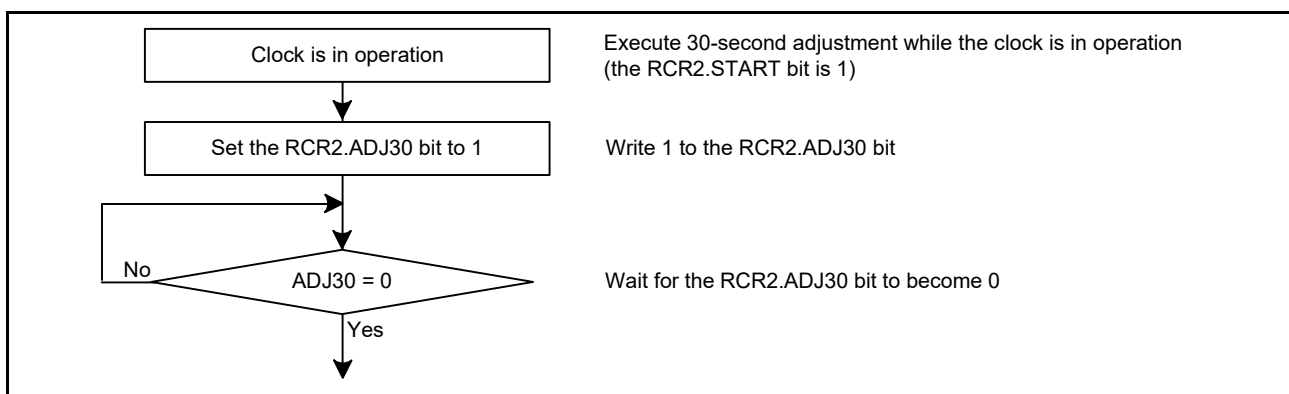 Clock is in operation
Execute 30-second adjustment while the clock is in operation
(the RCR2.START bit is 1)
Set the RCR2.ADJ30 bit to 1
Write 1 to the RCR2.ADJ30 bit
No
ADJ30 = 0
Wait for the RCR2.ADJ30 bit to become 0
Yes